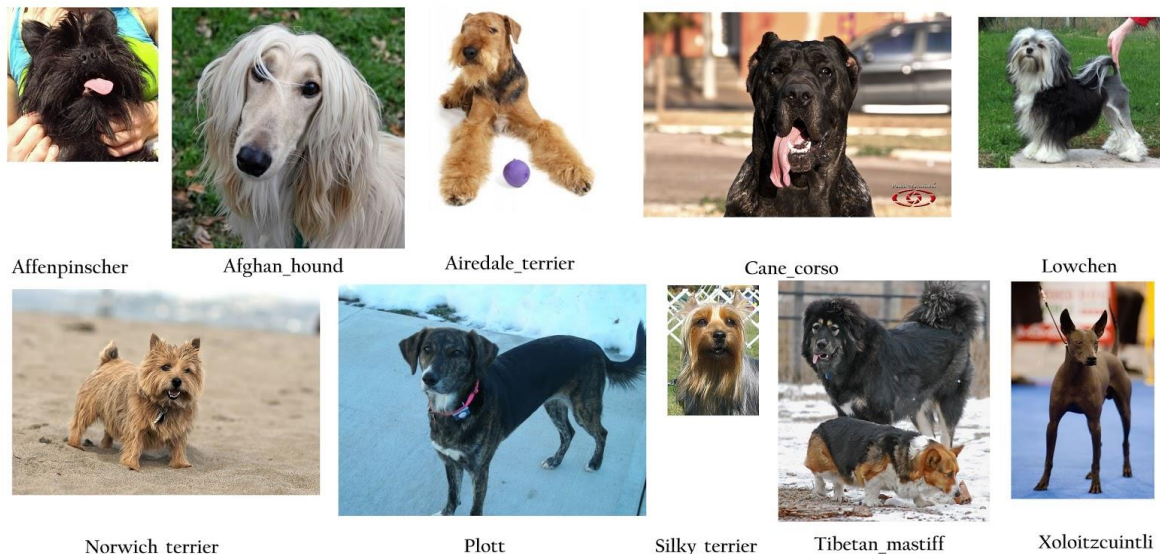 Affenpinscher
Afghan_hound
Airedale_terrier
Cane_corso
Lowchen
Norwich_terrier
Plott
Silky_terrier
Tibetan_mastiff
Xoloitzcuintli